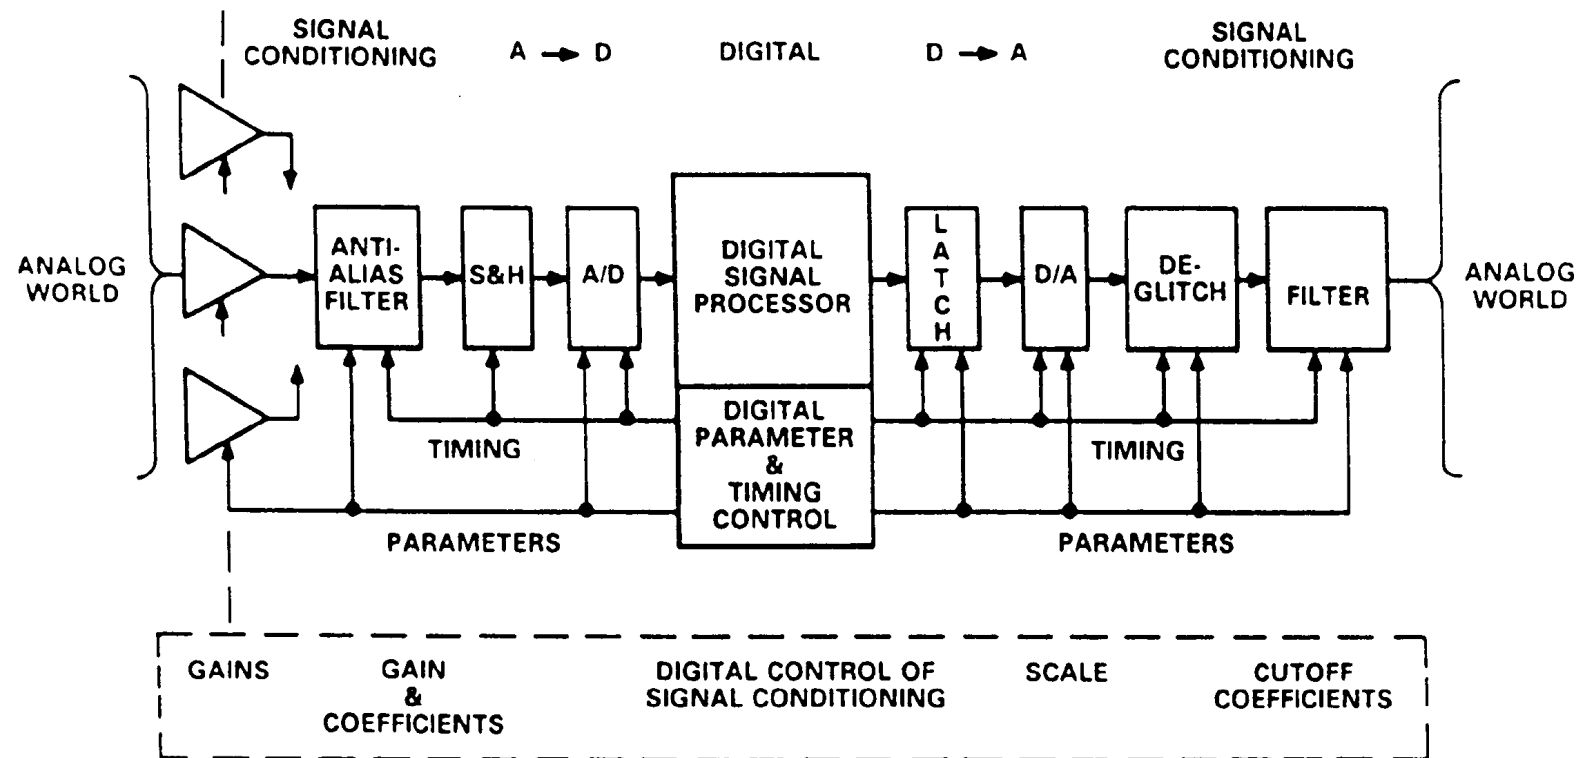 SIGNAL
CONDITIONING
A → D
DIGITAL
D → A
SIGNAL
CONDITIONING
ANALOG
WORLD
ANTI-
ALIAS
FILTER
S&H
A/D
DIGITAL
SIGNAL
PROCESSOR
L
A
T
C
H
D/A
DE-
GLITCH
FILTER
ANALOG
WORLD
TIMING
DIGITAL
PARAMETER
&
TIMING
CONTROL
TIMING
PARAMETERS
PARAMETERS
GAINS
GAIN
&
COEFFICIENTS
DIGITAL CONTROL OF
SIGNAL CONDITIONING
SCALE
CUTOFF
COEFFICIENTS